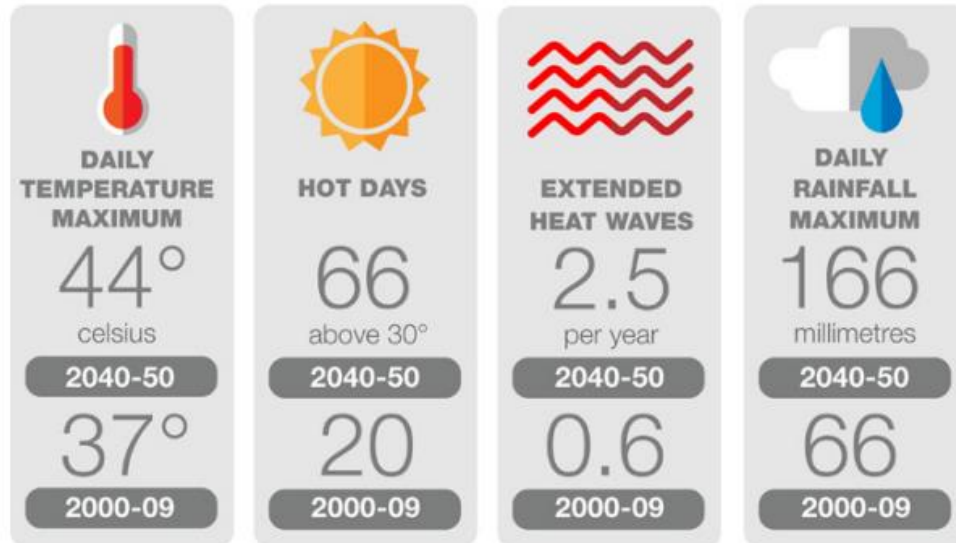 DAILY
TEMPERATURE
MAXIMUM
44°
celsius
2040-50
37°
2000-09
HOT DAYS
66
above 30°
2040-50
20
2000-09
EXTENDED
HEAT WAVES
2.5
per year
2040-50
0.6
2000-09
DAILY
RAINFALL
MAXIMUM
166
millimetres
2040-50
66
2000-09